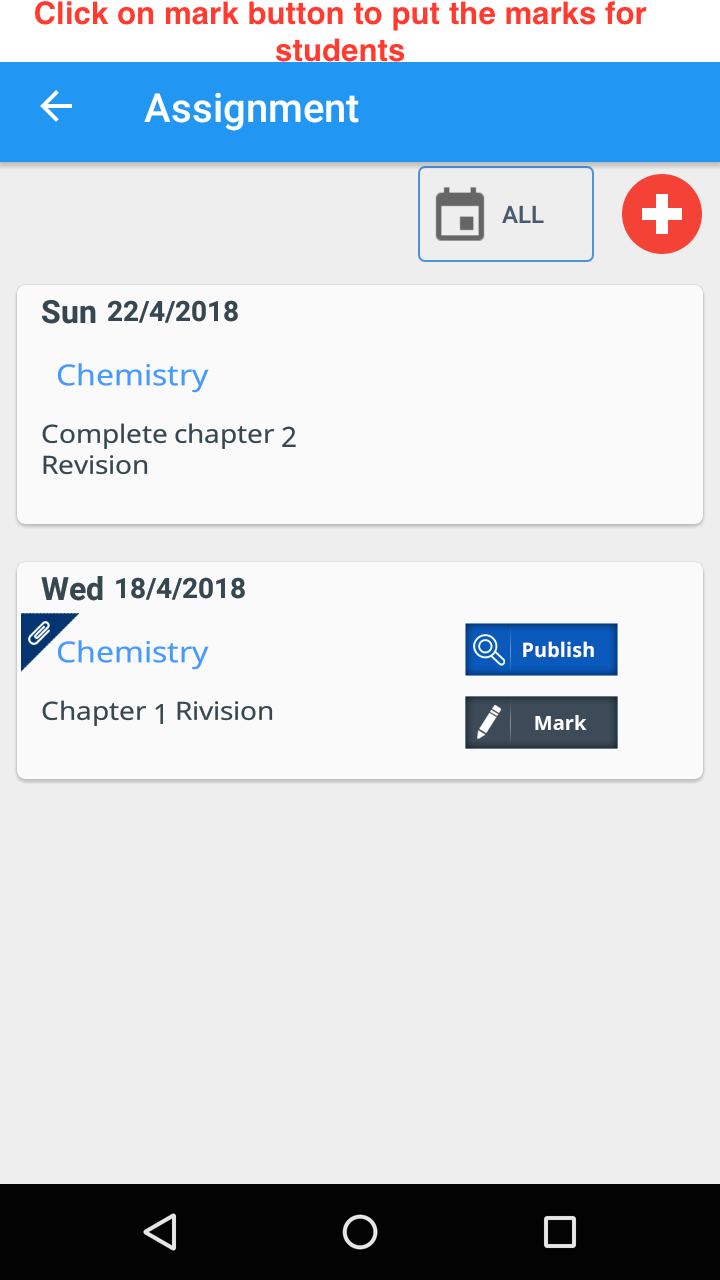 Click on mark button to put the marks for
students
Assignment
ALL
Sun 22/4/2018
Chemistry
Complete chapter 2
Revision
Wed 18/4/2018
Chemistry
Publish
Chapter 1 Rivision
Mark